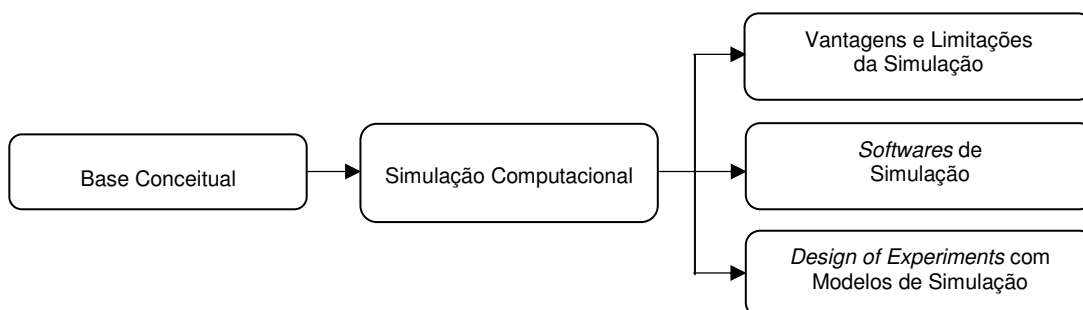 Base Conceitual
Simulação Computacional
Vantagens e Limitações
da Simulação
Softwares de
Simulação
Design of Experiments com
Modelos de Simulação